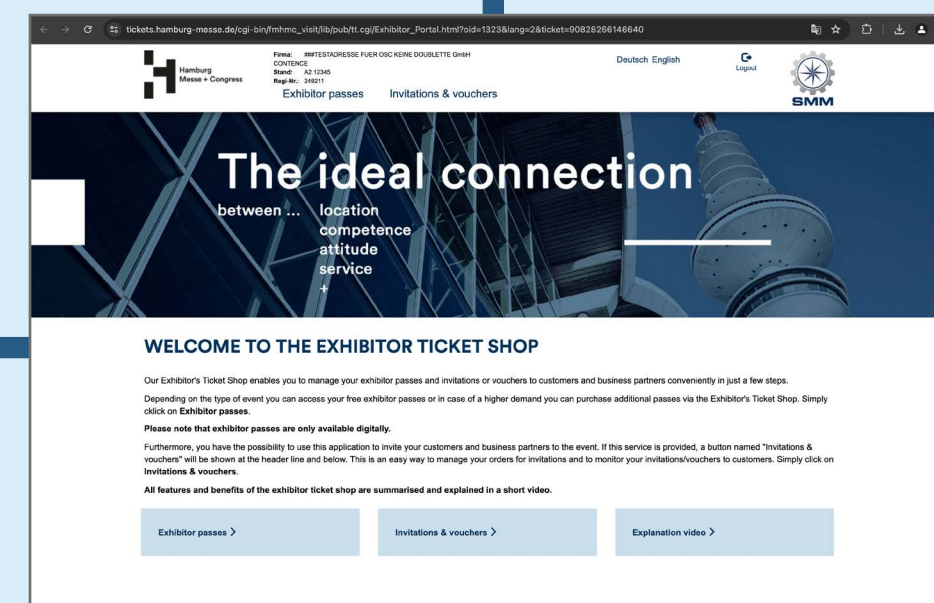 tickets.hamburg-messe.de/cgi-bin/fmhmc_visit/lib/pub/tt.cgi/Exhibitor_Portal.html?oid=1323&lang=2&ticket=90828266146640
Hamburg
Messe + Congress
Firma: ###TESTADRESSE FUER OSC KEINE DOUBLETTE GmbH
CONTENCE
Stand: A2 12345
Regi-Nr.: 249211
Exhibitor passes Invitations & vouchers
Deutsch English
Logout
SMM
The ideal connection
between ... location
competence
attitude
service
+
WELCOME TO THE EXHIBITOR TICKET SHOP
Our Exhibitor's Ticket Shop enables you to manage your exhibitor passes and invitations or vouchers to customers and business partners conveniently in just a few steps.
Depending on the type of event you can access your free exhibitor passes or in case of a higher demand you can purchase additional passes via the Exhibitor's Ticket Shop. Simply
cklick on Exhibitor passes.
Please note that exhibitor passes are only available digitally.
Furthermore, you have the possibility to use this application to invite your customers and business partners to the event. If this service is provided, a button named "Invitations &
vouchers" will be shown at the header line and below. This is an easy way to manage your orders for invitations and to monitor your invitations/vouchers to customers. Simply click on
Invitations & vouchers.
All features and benefits of the exhibitor ticket shop are summarised and explained in a short video.
Exhibitor passes >
Invitations & vouchers >
Explanation video >